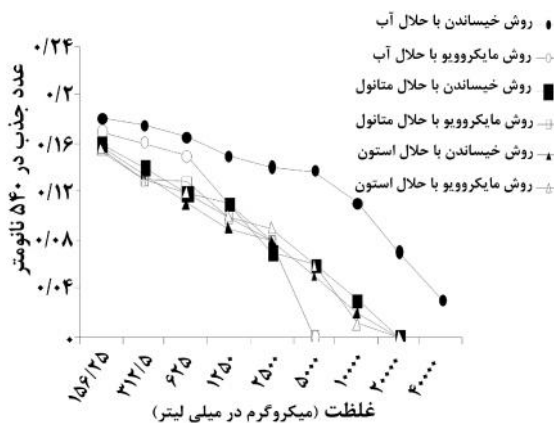 روش خیساندن با حلال آب
روش مایکروویو با حلال آب
روش خیساندن با حلال متانول
روش مایکروویو با حلال متانول
روش خیساندن با حلال استون
روش مایکروویو با حلال استون
عدد جذب در ۵۴۰ نانومتر
۰/۲۴
۰/۲
۰/۱۶
۰/۱۲
۰/۰۸
۰/۰۴
۰
۱۵۶/۲۵
۳۱۲/۵
۶۲۵
۱۲۵۰
۲۵۰۰
۵۰۰۰
۱۰۰۰۰
۲۰۰۰۰
۴۰۰۰۰
غلظت (میکروگرم در میلی لیتر)